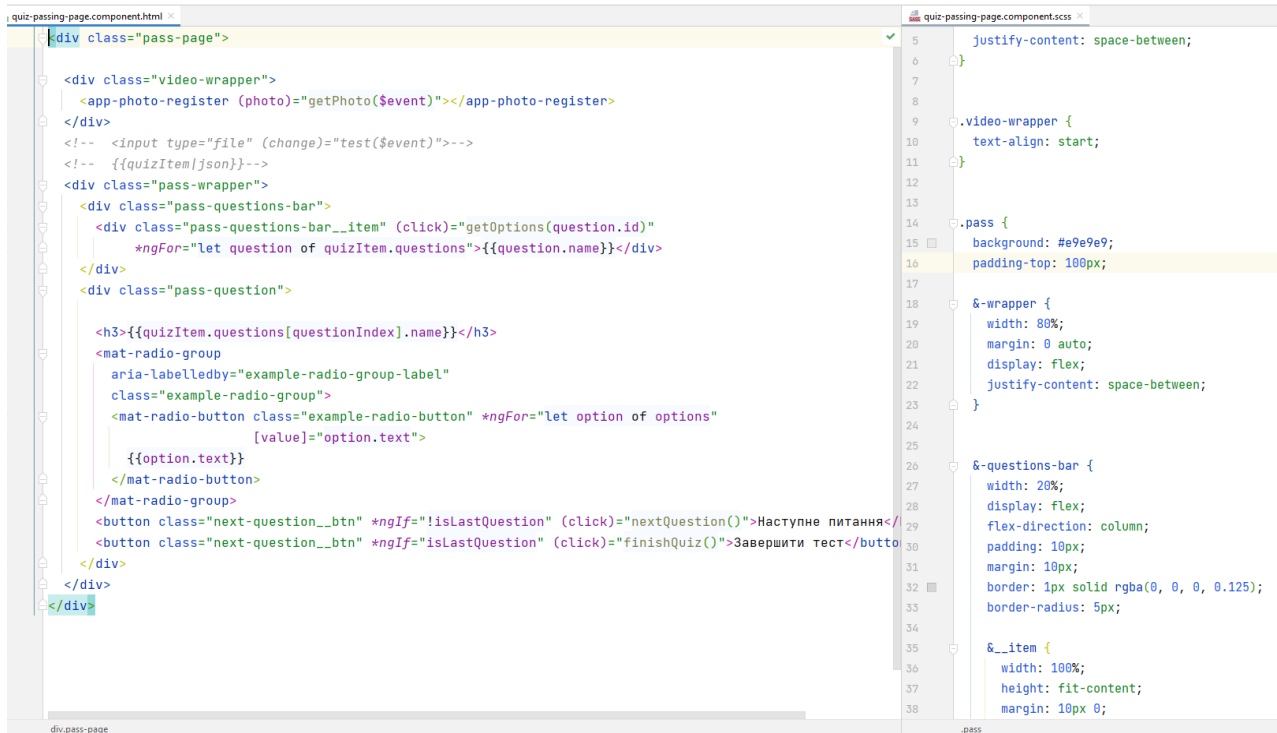 quiz-passing-page.component.html
<div class="pass-page">
<div class="video-wrapper">
<app-photo-register (photo)="getPhoto($event)"></app-photo-register>
</div>
<!--  <input type="file" (change)="test($event)">-->
<!--  {{quizItem|json}}-->
<div class="pass-wrapper">
<div class="pass-questions-bar">
<div class="pass-questions-bar__item" (click)="getOptions(question.id)"
*ngFor="let question of quizItem.questions">{{question.name}}</div>
</div>
<div class="pass-question">
<h3>{{quizItem.questions[questionIndex].name}}</h3>
<mat-radio-group
aria-labelledby="example-radio-group-label"
class="example-radio-group">
<mat-radio-button class="example-radio-button" *ngFor="let option of options"
[value]="option.text">
{{option.text}}
</mat-radio-button>
</mat-radio-group>
<button class="next-question__btn" *ngIf="!isLastQuestion" (click)="nextQuestion()">Наступне питання</
<button class="next-question__btn" *ngIf="isLastQuestion" (click)="finishQuiz()">Завершити тест</butto
</div>
</div>
</div>
div.pass-page
quiz-passing-page.component.scss
5 justify-content: space-between;
6 }
7
8
9 .video-wrapper {
10 text-align: start;
11 }
12
13
14 .pass {
15 background: #e9e9e9;
16 padding-top: 100px;
17
18 &-wrapper {
19 width: 80%;
20 margin: 0 auto;
21 display: flex;
22 justify-content: space-between;
23 }
24
25
26 &-questions-bar {
27 width: 20%;
28 display: flex;
29 flex-direction: column;
30 padding: 10px;
31 margin: 10px;
32 border: 1px solid rgba(0, 0, 0, 0.125);
33 border-radius: 5px;
34
35 &__item {
36 width: 100%;
37 height: fit-content;
38 margin: 10px 0;
.pass